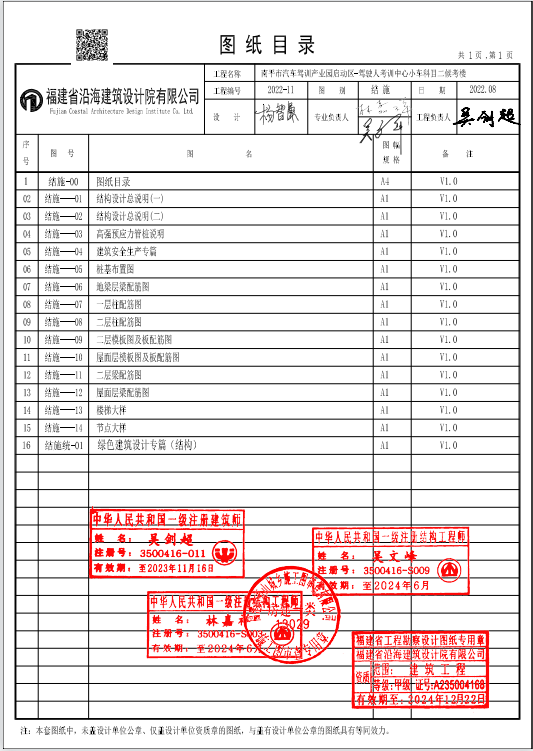 图纸目录
共 1 页,第 1 页
福建省沿海建筑设计院有限公司
Fujian Coastal Architecture Design Institute Co. Ltd.
工程名称 南平市汽车驾训产业园启动区-驾驶人考训中心小车科目二候考楼
工程编号 2022-11 图 别 结 施 日 期 2022.08
设 计 专业负责人 工程负责人 吴剑超
序号 图 号 图 名 图幅规格 备 注
1 结施-00 图纸目录 A4 V1.0
02 结施——01 结构设计总说明(一) A1 V1.0
03 结施——02 结构设计总说明(二) A1 V1.0
04 结施——03 高强预应力管桩说明 A1 V1.0
05 结施——04 建筑安全生产专篇 A1 V1.0
06 结施——05 桩基布置图 A1 V1.0
07 结施——06 地梁层梁配筋图 A1 V1.0
08 结施——07 一层柱配筋图 A1 V1.0
09 结施——08 二层柱配筋图 A1 V1.0
10 结施——09 二层模板图及板配筋图 A1 V1.0
11 结施——10 屋面层模板图及板配筋图 A1 V1.0
12 结施——11 二层梁配筋图 A1 V1.0
13 结施——12 屋面层梁配筋图 A1 V1.0
14 结施——13 楼梯大样 A1 V1.0
15 结施——14 节点大样 A1 V1.0
16 结施统-01 绿色建筑设计专篇（结构） A1 V1.0
中华人民共和国一级注册建筑师
姓 名： 吴剑超
注册号：3500416-011
有效期：至2023年11月16日
中华人民共和国一级注册结构工程师
姓 名： 吴文峰
注册号：3500416-S009
有效期：至2024年6月
中华人民共和国一级注册结构工程师
姓 名： 林嘉
注册号：3500416-S003
有效期：至2024年6月
13029
福建省工程勘察设计图纸专用章
福建省沿海建筑设计院有限公司
资质
范围： 建筑工程
等级：甲级 证号：A235004168
有效期至：2024年12月22日
注：本套图纸中，未盖设计单位公章、仅盖设计单位资质章的图纸，与盖有设计单位公章的图纸具有同等效力。